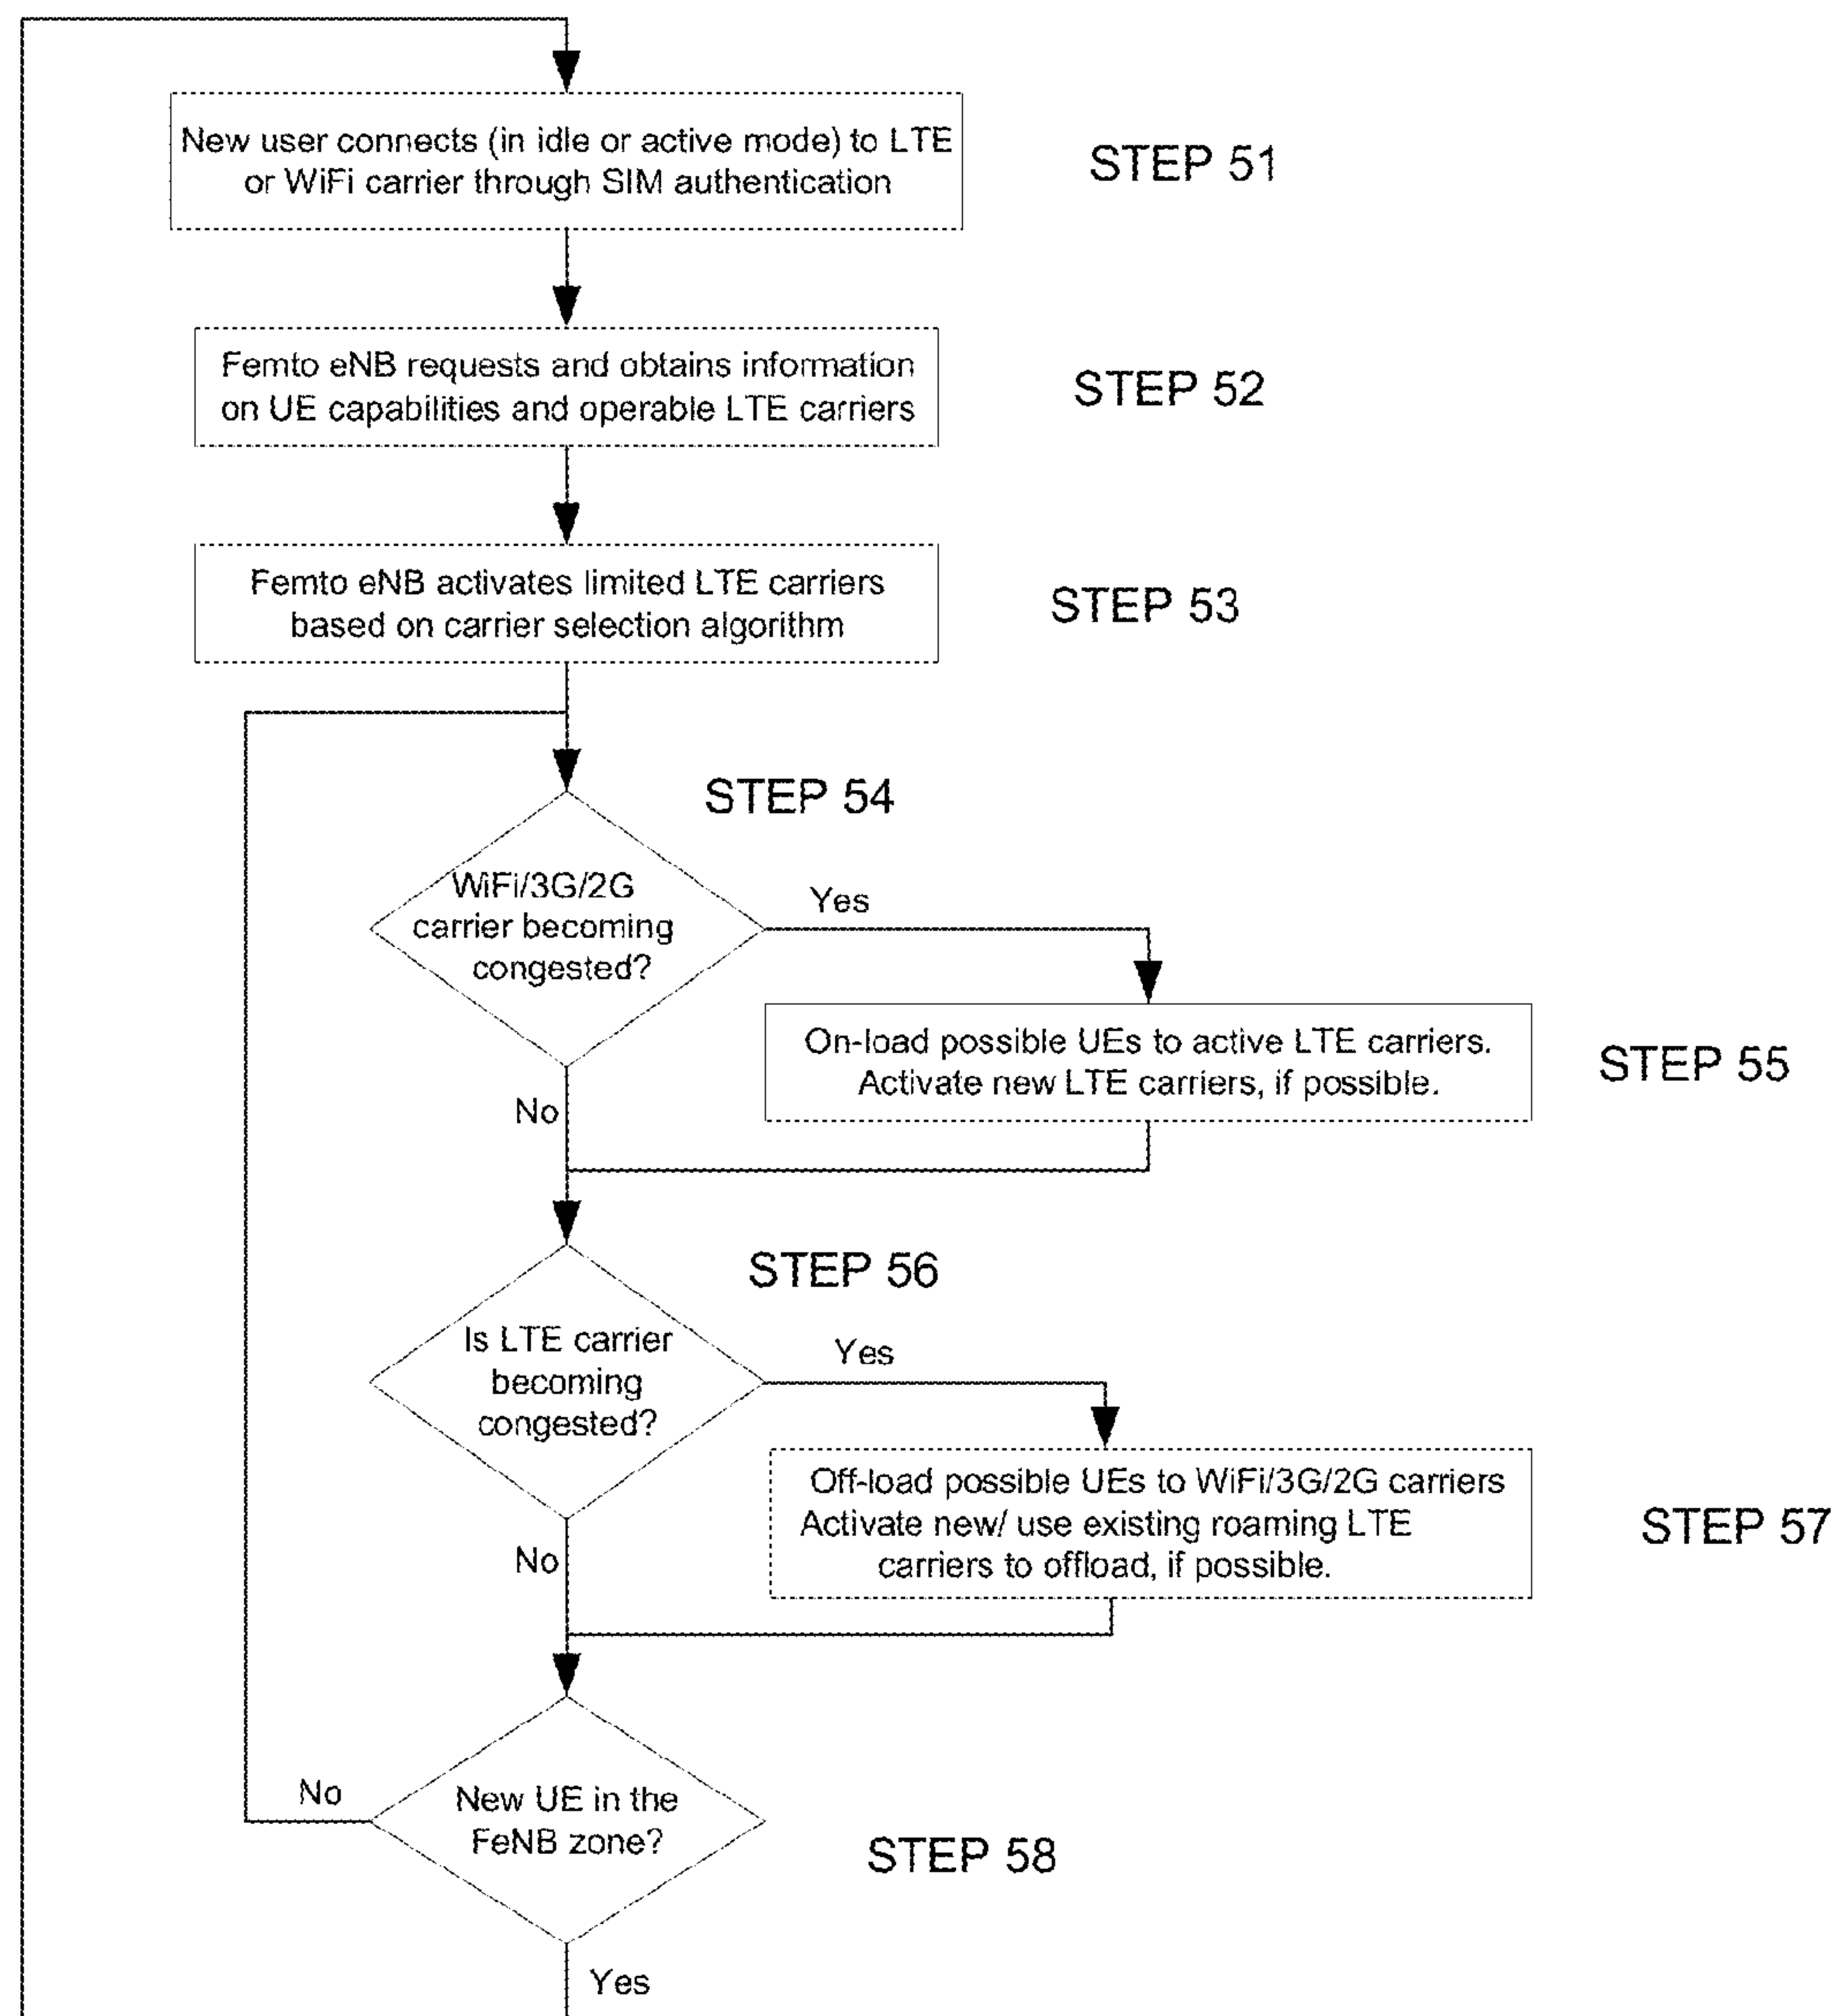 New user connects (in idle or active mode) to LTE
or WiFi carrier through SIM authentication
STEP 51
Femto eNB requests and obtains information
on UE capabilities and operable LTE carriers
STEP 52
Femto eNB activates limited LTE carriers
based on carrier selection algorithm
STEP 53
STEP 54
WiFi/3G/2G
carrier becoming
congested?
Yes
On-load possible UEs to active LTE carriers.
Activate new LTE carriers, if possible.
STEP 55
No
STEP 56
Is LTE carrier
becoming
congested?
Yes
Off-load possible UEs to WiFi/3G/2G carriers
Activate new/ use existing roaming LTE
carriers to offload, if possible.
STEP 57
No
No
New UE in the
FeNB zone?
STEP 58
Yes